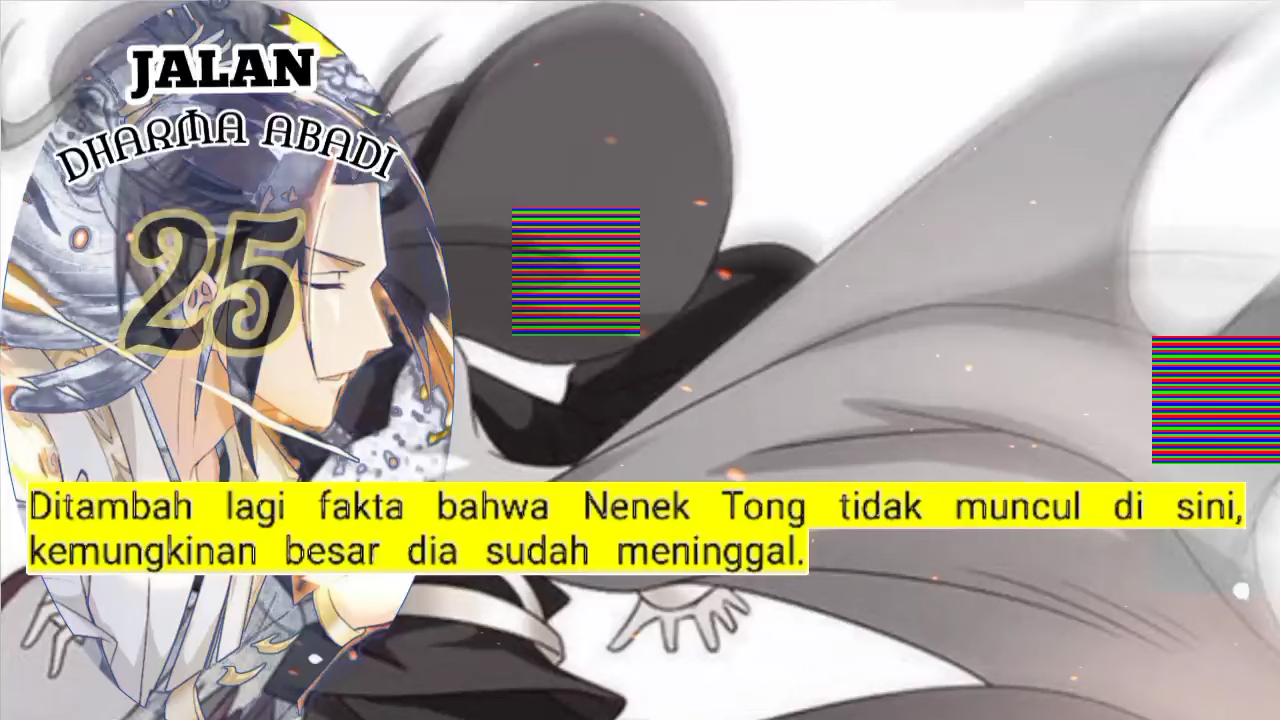 JALAN
DHARMA ABADI
25
Ditambah lagi fakta bahwa Nenek Tong tidak muncul di sini,
kemungkinan besar dia sudah meninggal.